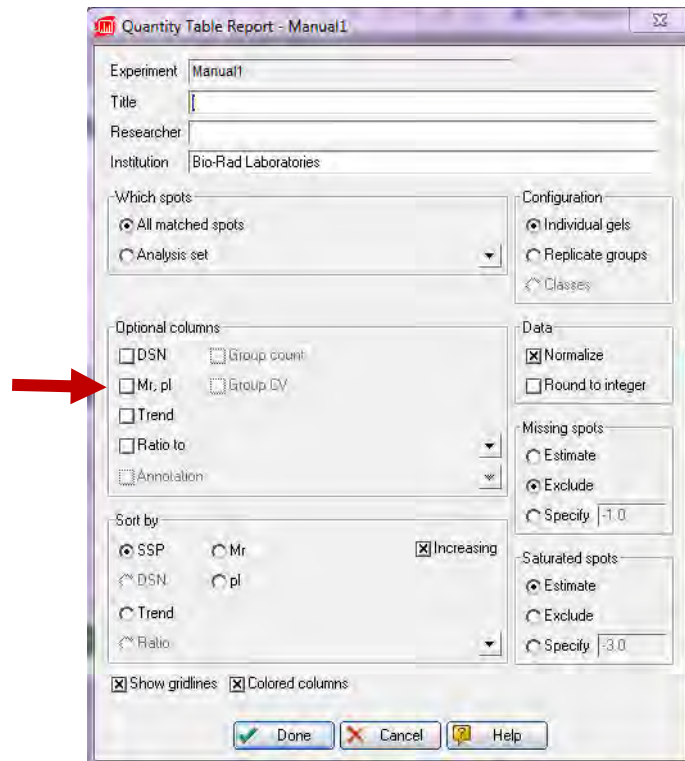 Quantity Table Report - Manual1
Experiment Manual1
Title
Researcher
Institution Bio-Rad Laboratories
Which spots
All matched spots
Analysis set
Configuration
Individual gels
Replicate groups
Classes
Optional columns
DSN Group count
Mr, pI Group CV
Trend
Ratio to
Annotation
Data
Normalize
Round to integer
Missing spots
Estimate
Exclude
Specify -1.0
Sort by
SSP Mr Increasing
DSN pI
Trend
Ratio
Saturated spots
Estimate
Exclude
Specify -3.0
Show gridlines Colored columns
Done Cancel Help